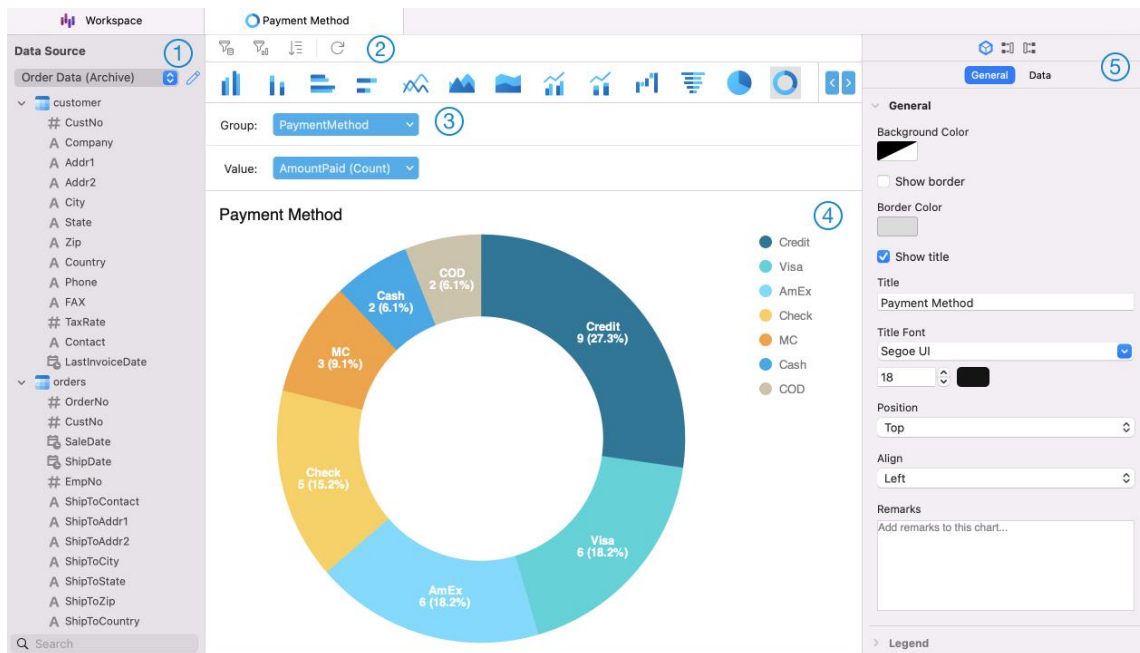 Workspace
Payment Method
Data Source
1
Order Data (Archive)
customer
CustNo
Company
Addr1
Addr2
City
State
Zip
Country
Phone
FAX
TaxRate
Contact
LastInvoiceDate
orders
OrderNo
CustNo
SaleDate
ShipDate
EmpNo
ShipToContact
ShipToAddr1
ShipToAddr2
ShipToCity
ShipToState
ShipToZip
ShipToCountry
Search
2
Group: PaymentMethod
3
Value: AmountPaid (Count)
Payment Method
4
COD
2 (6.1%)
Cash
2 (6.1%)
Credit
9 (27.3%)
MC
3 (9.1%)
Check
5 (15.2%)
Visa
6 (18.2%)
AmEx
6 (18.2%)
Credit
Visa
AmEx
Check
MC
Cash
COD
General Data
5
General
Background Color
Show border
Border Color
Show title
Title
Payment Method
Title Font
Segoe UI
18
Position
Top
Align
Left
Remarks
Add remarks to this chart...
Legend